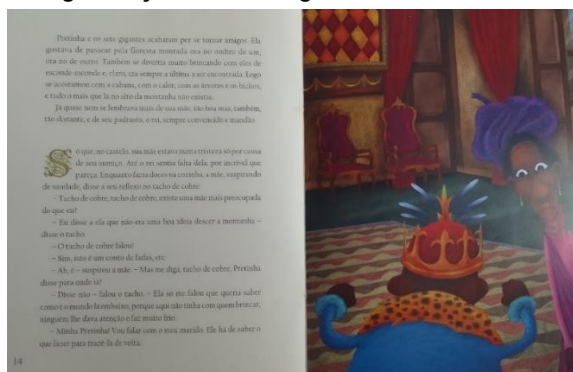 Pretinha e os sete gigantes acabaram por se tornar amigos. Ela
gostava de passear pela floresta montada ora no ombro de um,
ora no de outro. Também se divertia muito brincando com eles de
esconde-esconde e, claro, era sempre a última a ser encontrada. Logo
se acostumou com a cabana, com o calor, com as árvores e os bichos,
e tudo o mais que lá no alto da montanha não existia.
Já quase nem se lembrava mais de sua mãe, tão boa mas, também,
tão distante, e de seu padrasto, o rei, sempre convencido e mandão.
Só que, no castelo, sua mãe estava numa tristeza só por causa
de seu sumiço. Até o rei sentia falta dela, por incrível que
pareça. Enquanto fazia doces na cozinha, a mãe, suspirando
de saudade, disse a seu reflexo no tacho de cobre:
– Tacho de cobre, tacho de cobre, existe uma mãe mais preocupada
do que eu?
– Eu disse a ela que não era uma boa ideia descer a montanha –
disse o tacho.
– O tacho de cobre falou!
– Sim, isto é um conto de fadas, ora.
– Ah, é – suspirou a mãe. – Mas me diga, tacho de cobre, Pretinha
disse para onde ia?
– Disse não – falou o tacho. – Ela só me falou que queria saber
como é o mundo lá embaixo, porque aqui não tinha com quem brincar,
ninguém lhe dava atenção e faz muito frio.
– Minha Pretinha! Vou falar com o meu marido. Ele há de saber o
que fazer para trazê-la de volta.
14